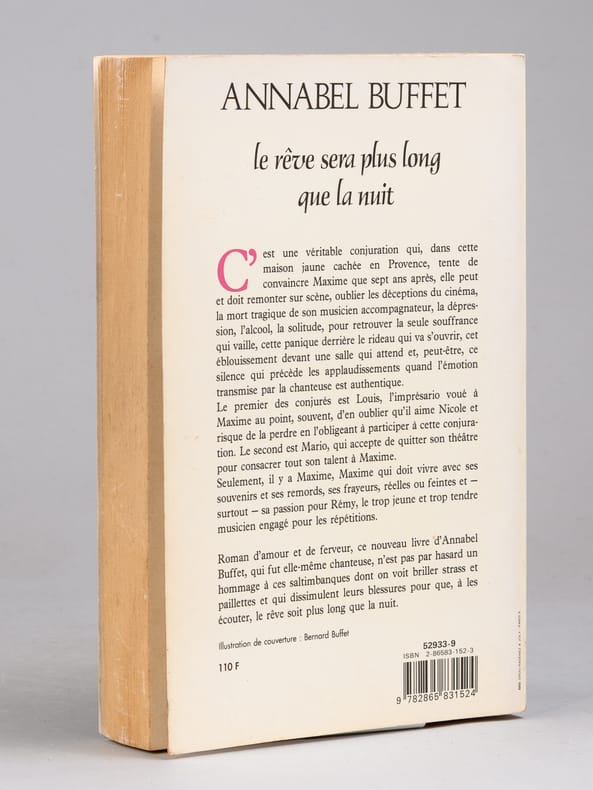 ANNABEL BUFFET
le rêve sera plus long
que la nuit
C'est une véritable conjuration qui, dans cette
maison jaune cachée en Provence, tente de
convaincre Maxime que sept ans après, elle peut
et doit remonter sur scène, oublier les déceptions du cinéma,
la mort tragique de son musicien accompagnateur, la dépres-
sion, l'alcool, la solitude, pour retrouver la seule souffrance
qui vaille, cette panique derrière le rideau qui va s'ouvrir, cet
éblouissement devant une salle qui attend et, peut-être, ce
silence qui précède les applaudissements quand l'émotion
transmise par la chanteuse est authentique.
Le premier des conjurés est Louis, l'imprésario voué à
Maxime au point, souvent, d'en oublier qu'il aime Nicole et
risque de la perdre en l'obligeant à participer à cette conjura-
tion. Le second est Mario, qui accepte de quitter son théâtre
pour consacrer tout son talent à Maxime.
Seulement, il y a Maxime, Maxime qui doit vivre avec ses
souvenirs et ses remords, ses frayeurs, réelles ou feintes et —
surtout — sa passion pour Rémy, le trop jeune et trop tendre
musicien engagé pour les répétitions.
Roman d'amour et de ferveur, ce nouveau livre d'Annabel
Buffet, qui fut elle-même chanteuse, n'est pas par hasard un
hommage à ces saltimbanques dont on voit briller strass et
paillettes et qui dissimulent leurs blessures pour que, à les
écouter, le rêve soit plus long que la nuit.
Illustration de couverture : Bernard Buffet
110 F
52933-9
ISBN 2-86583-152-3
9 782865 831524